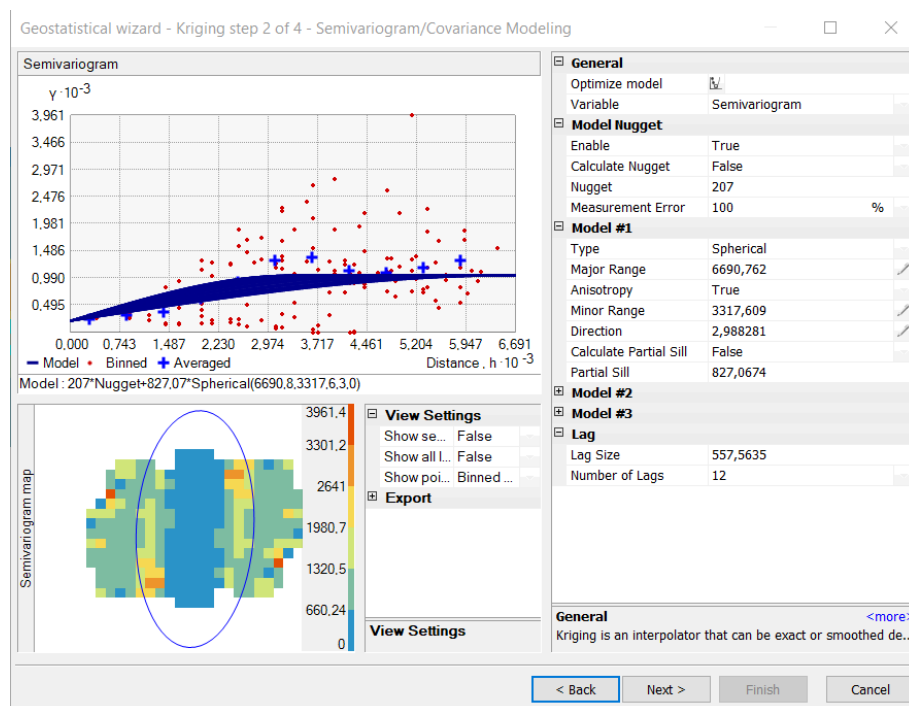 Geostatistical wizard - Kriging step 2 of 4 - Semivariogram/Covariance Modeling
Semivariogram
γ·10⁻³
3,961
3,466
2,971
2,476
1,981
1,486
0,990
0,495
0,000 0,743 1,487 2,230 2,974 3,717 4,461 5,204 5,947 6,691
Model Binned Averaged Distance, h·10⁻³
Model : 207*Nugget+827,07*Spherical(6690,8,3317,6,3,0)
Semivariogram map
3961,4
3301,2
2641
1980,7
1320,5
660,24
0
View Settings
Show se... False
Show all l... False
Show poi... Binned ...
Export
View Settings
General
Optimize model
Variable Semivariogram
Model Nugget
Enable True
Calculate Nugget False
Nugget 207
Measurement Error 100 %
Model #1
Type Spherical
Major Range 6690,762
Anisotropy True
Minor Range 3317,609
Direction 2,988281
Calculate Partial Sill False
Partial Sill 827,0674
Model #2
Model #3
Lag
Lag Size 557,5635
Number of Lags 12
General <more>
Kriging is an interpolator that can be exact or smoothed de...
< Back Next > Finish Cancel